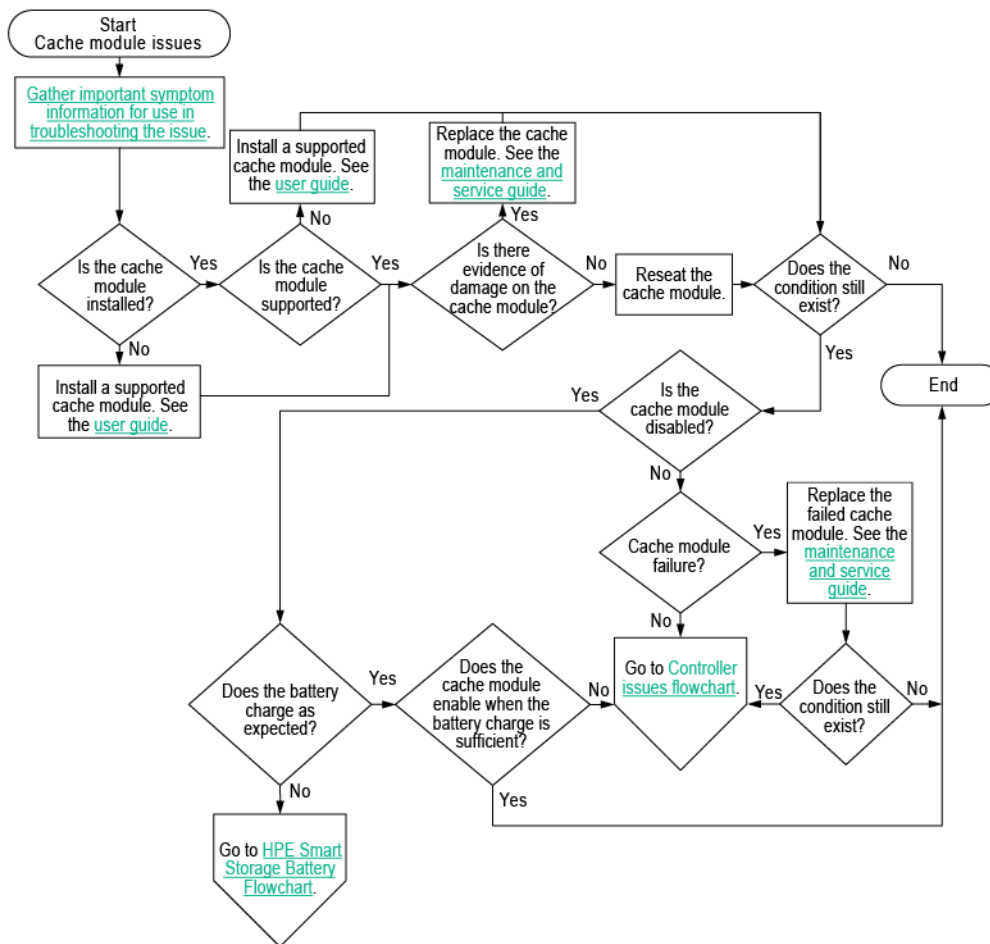 Start
Cache module issues
Gather important symptom
information for use in
troubleshooting the issue.
Install a supported
cache module. See
the user guide.
Replace the cache
module. See the
maintenance and
service guide.
No
Yes
Is the cache
module
installed?
Yes
Is the cache
module
supported?
Yes
Is there
evidence of
damage on the
cache module?
No
Reseat the
cache module.
Does the
condition still
exist?
No
No
Yes
Install a supported
cache module. See
the user guide.
End
Yes
Is the
cache module
disabled?
No
Cache module
failure?
Yes
Replace the
failed cache
module. See the
maintenance
and service
guide.
No
Does the battery
charge as
expected?
Yes
Does the
cache module
enable when the
battery charge is
sufficient?
No
Go to Controller
issues flowchart.
Yes
Does the
condition still
exist?
No
No
Yes
Go to HPE Smart
Storage Battery
Flowchart.